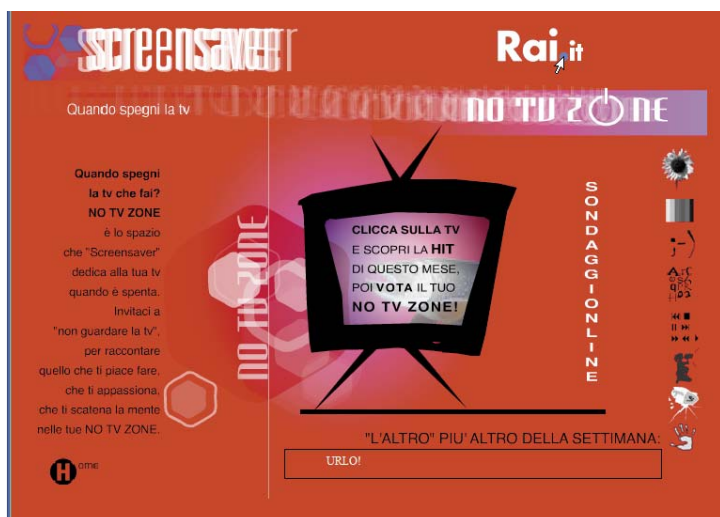 screensaver
Rai.it
Quando spegni la tv
NO TV ZONE
Quando spegni
la tv che fai?
NO TV ZONE
è lo spazio
che "Screensaver"
dedica alla tua tv
quando è spenta.
Invitaci a
"non guardare la tv",
per raccontare
quello che ti piace fare,
che ti appassiona,
che ti scatena la mente
nelle tue NO TV ZONE.
Home
NO TV ZONE
CLICCA SULLA TV
E SCOPRI LA HIT
DI QUESTO MESE,
POI VOTA IL TUO
NO TV ZONE!
SONDAGGIONLINE
;-)
"L'ALTRO" PIU' ALTRO DELLA SETTIMANA:
URLO!